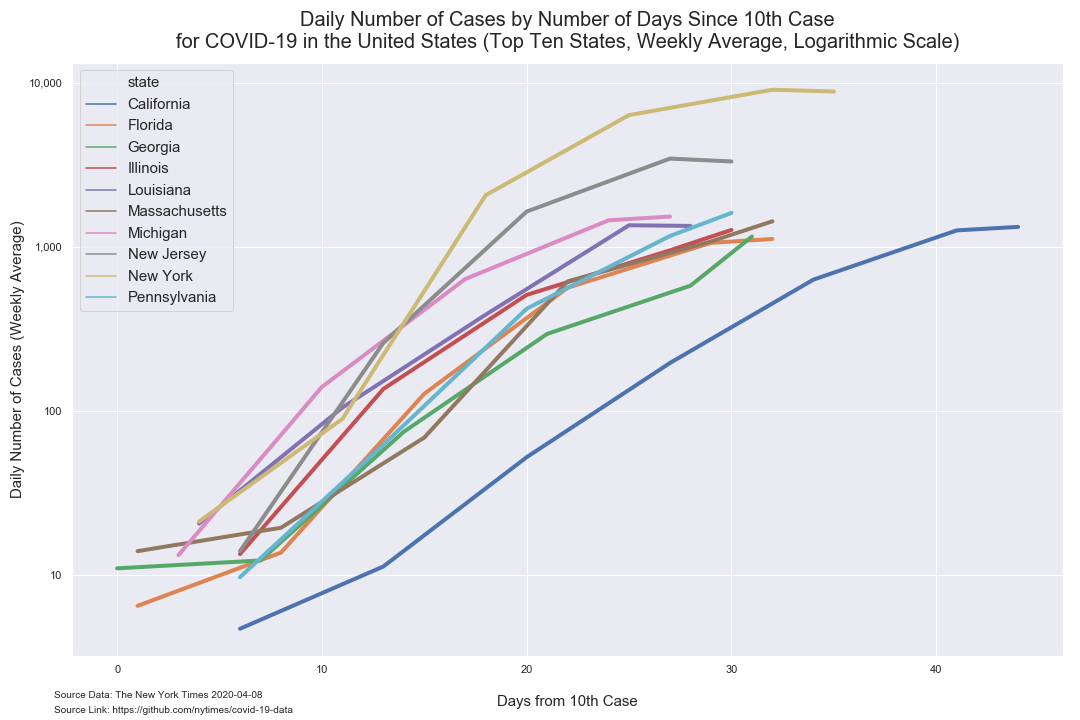 Daily Number of Cases by Number of Days Since 10th Case
for COVID-19 in the United States (Top Ten States, Weekly Average, Logarithmic Scale)
10,000
1,000
100
10
Daily Number of Cases (Weekly Average)
state
California
Florida
Georgia
Illinois
Louisiana
Massachusetts
Michigan
New Jersey
New York
Pennsylvania
0
10
20
30
40
Days from 10th Case
Source Data: The New York Times 2020-04-08
Source Link: https://github.com/nytimes/covid-19-data